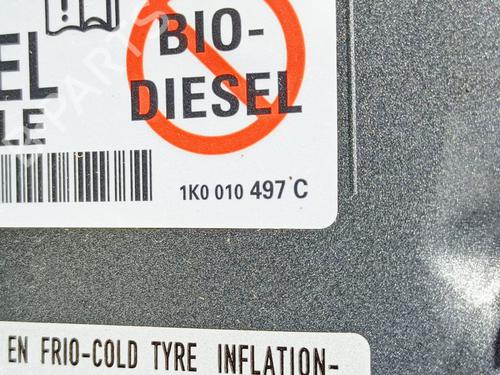 BIO-
EL
DIESEL
LE
1K0 010 497 C
EN FRIO-COLD TYRE INFLATION-